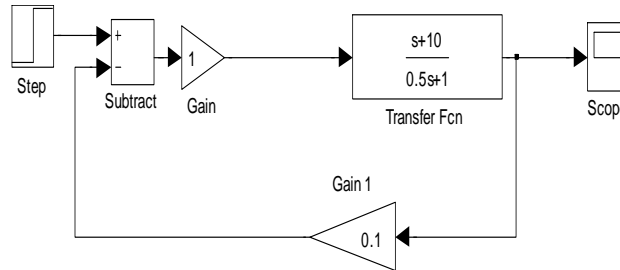 Step
+
−
Subtract
1
Gain
s+10
0.5s+1
Transfer Fcn
Scop
Gain 1
0.1